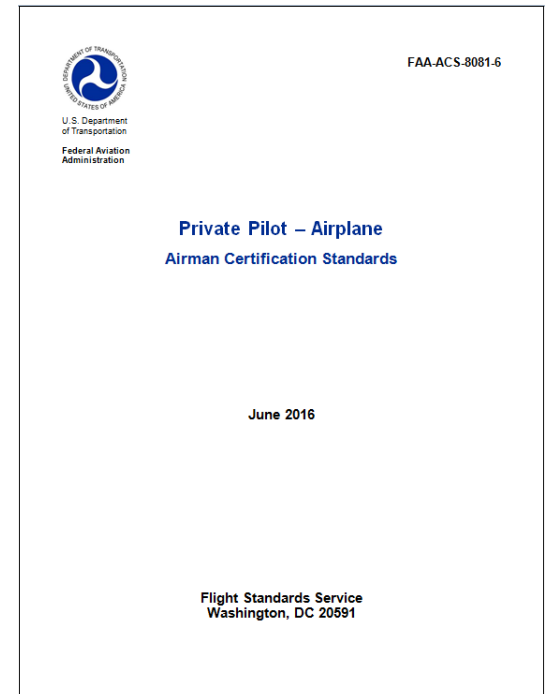 FAA-ACS-8081-6
DEPARTMENT OF TRANSPORTATION
UNITED STATES OF AMERICA
U.S. Department
of Transportation
Federal Aviation
Administration
Private Pilot – Airplane
Airman Certification Standards
June 2016
Flight Standards Service
Washington, DC 20591